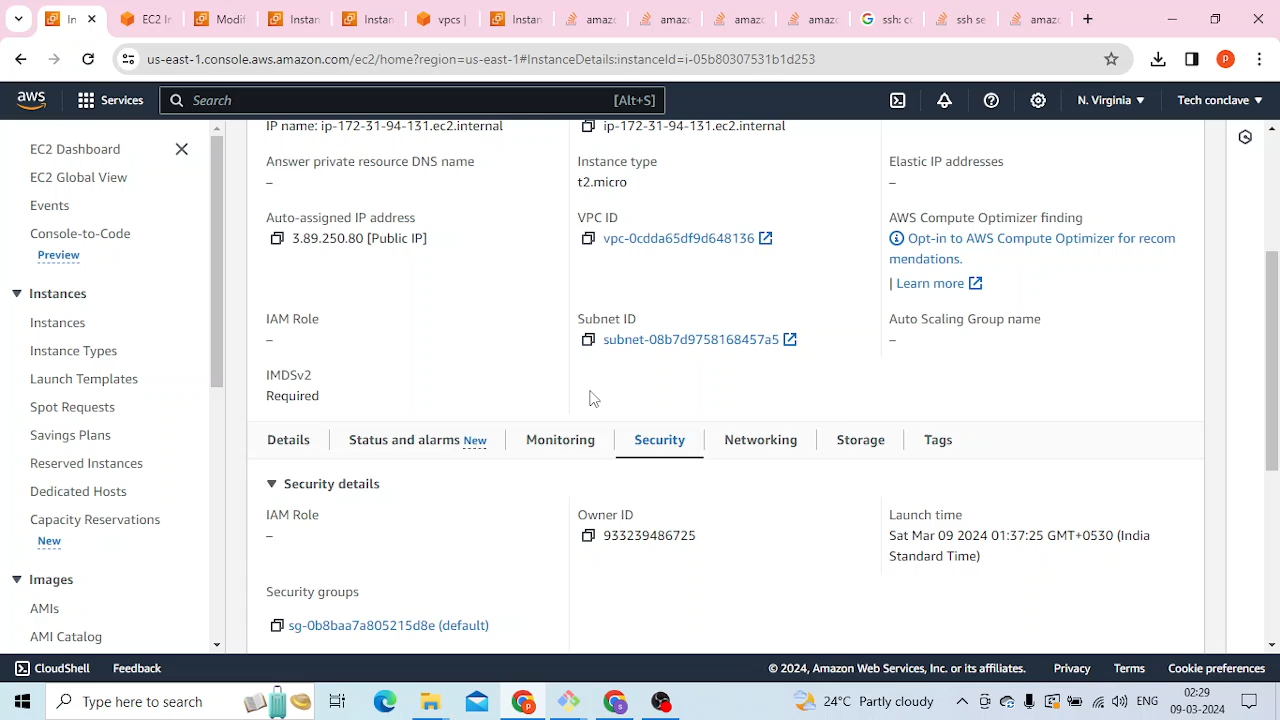 In
EC2 In
Modif
Instan
Instan
vpcs |
Instan
amazo
amazo
amazo
amazo
ssh: co
ssh se
amazo
us-east-1.console.aws.amazon.com/ec2/home?region=us-east-1#InstanceDetails:instanceId=i-05b80307531b1d253
P
aws
Services
Search
[Alt+S]
N. Virginia
Tech conclave
EC2 Dashboard
EC2 Global View
Events
Console-to-Code
Preview
Instances
Instances
Instance Types
Launch Templates
Spot Requests
Savings Plans
Reserved Instances
Dedicated Hosts
Capacity Reservations
New
Images
AMIs
AMI Catalog
IP name: ip-172-31-94-131.ec2.internal
ip-172-31-94-131.ec2.internal
Answer private resource DNS name
–
Instance type
t2.micro
Elastic IP addresses
–
Auto-assigned IP address
3.89.250.80 [Public IP]
VPC ID
vpc-0cdda65df9d648136
AWS Compute Optimizer finding
Opt-in to AWS Compute Optimizer for recom
mendations.
| Learn more
IAM Role
–
Subnet ID
subnet-08b7d9758168457a5
Auto Scaling Group name
–
IMDSv2
Required
Details
Status and alarms New
Monitoring
Security
Networking
Storage
Tags
Security details
IAM Role
–
Owner ID
933239486725
Launch time
Sat Mar 09 2024 01:37:25 GMT+0530 (India
Standard Time)
Security groups
sg-0b8baa7a805215d8e (default)
CloudShell
Feedback
© 2024, Amazon Web Services, Inc. or its affiliates.
Privacy
Terms
Cookie preferences
Type here to search
24°C Partly cloudy
ENG
02:29
09-03-2024